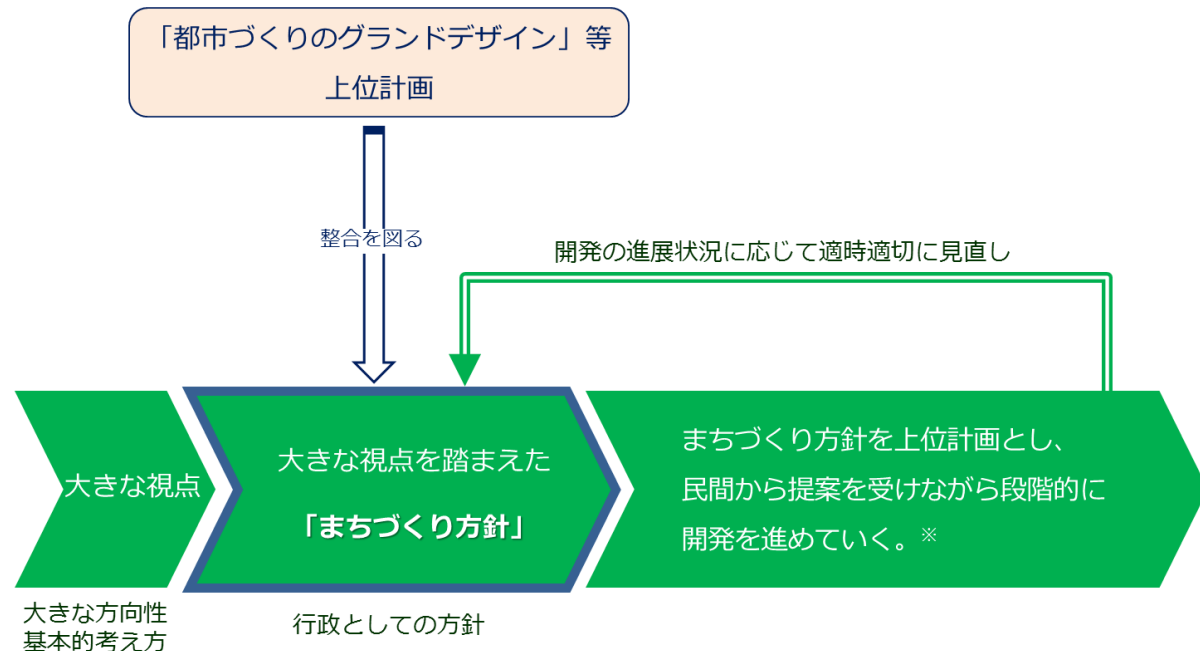 「都市づくりのグランドデザイン」等
上位計画
整合を図る
開発の進展状況に応じて適時適切に見直し
大きな視点
大きな視点を踏まえた
「まちづくり方針」
まちづくり方針を上位計画とし、
民間から提案を受けながら段階的に
開発を進めていく。※
大きな方向性
基本的考え方
行政としての方針